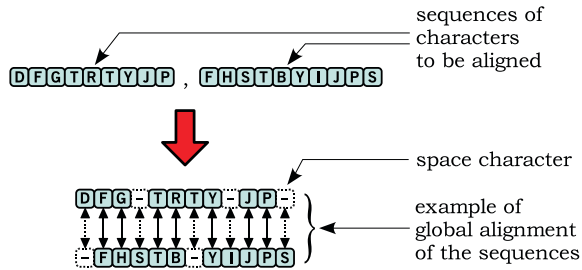 sequences of
characters
to be aligned
DFGTRTYJP , FHSTBYIJPS
space character
DFG-TRTY-JP-
example of
global alignment
of the sequences
-FHSTB-YIJPS